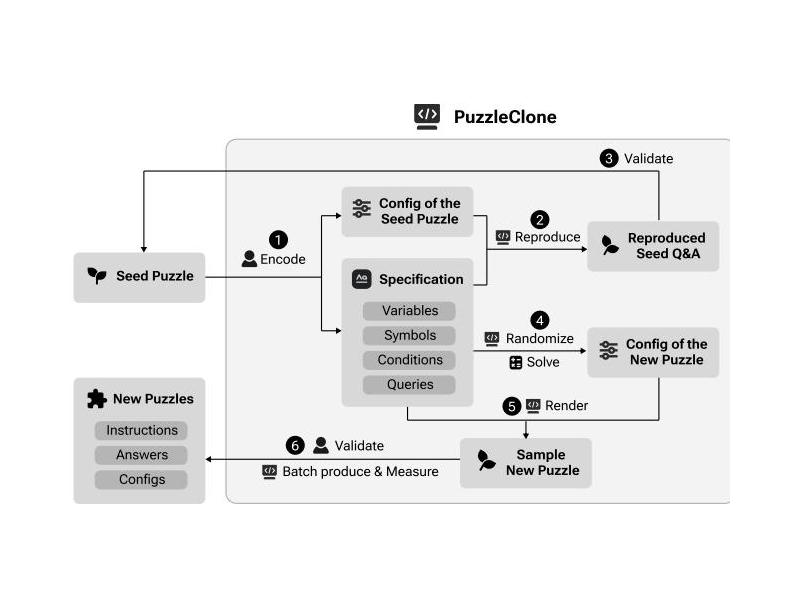 PuzzleClone
3 Validate
Config of the
Seed Puzzle
1
Encode
2
Reproduce
Reproduced
Seed Q&A
Seed Puzzle
Specification
Variables
Symbols
Conditions
Queries
4
Randomize
Solve
Config of the
New Puzzle
New Puzzles
Instructions
Answers
Configs
5 Render
6 Validate
Batch produce & Measure
Sample
New Puzzle